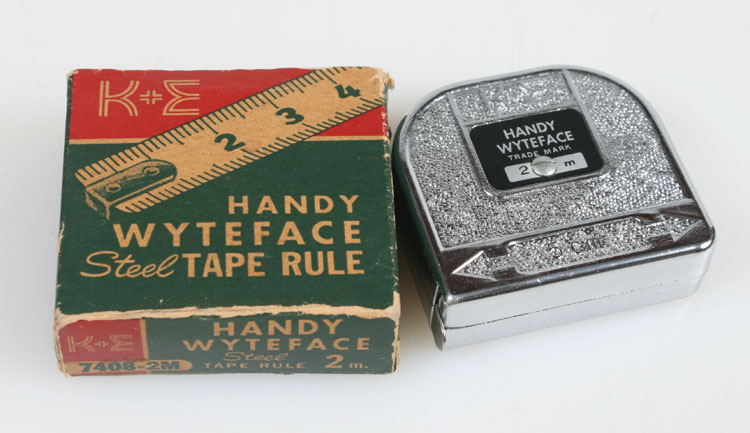 K+E
2 3 4
HANDY
WYTEFACE
Steel TAPE RULE
K+E
HANDY
WYTEFACE
Steel
7408-2M TAPE RULE 2 m.
HANDY
WYTEFACE
TRADE MARK
2 m
5 Cm